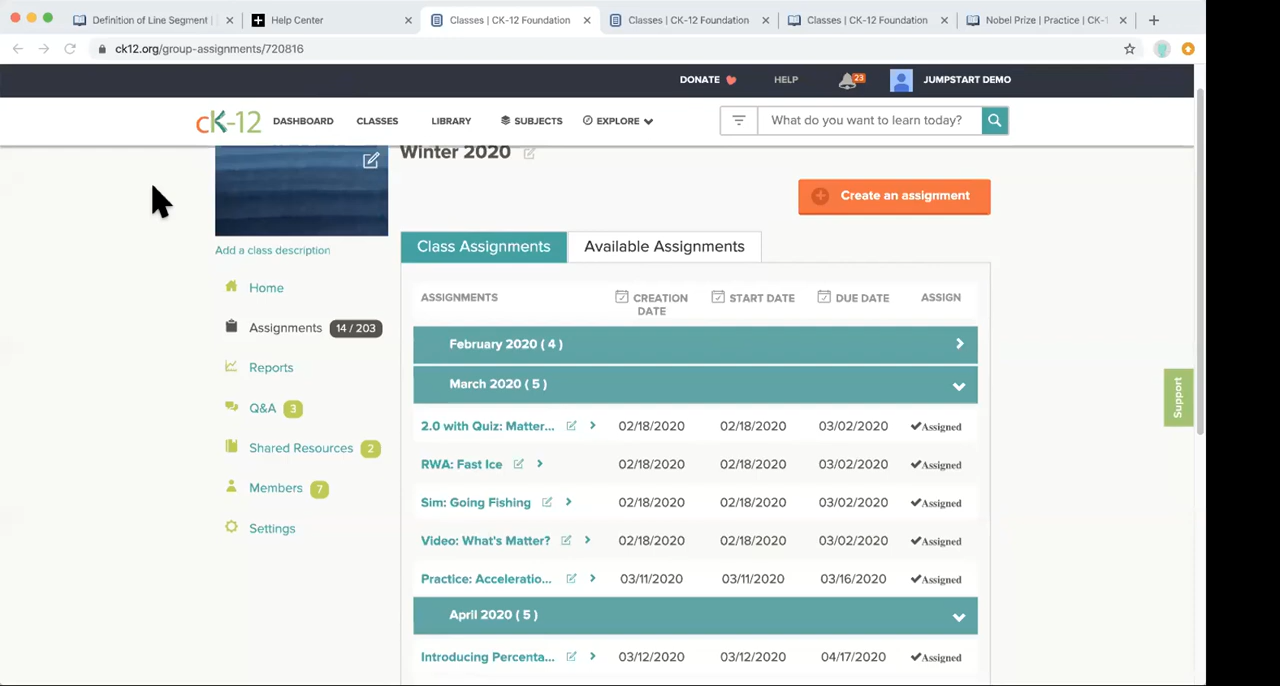 Definition of Line Segment |
Help Center
Classes | CK-12 Foundation
Classes | CK-12 Foundation
Classes | CK-12 Foundation
Nobel Prize | Practice | CK-1
ck12.org/group-assignments/720816
DONATE
HELP
23
JUMPSTART DEMO
cK-12
DASHBOARD
CLASSES
LIBRARY
SUBJECTS
EXPLORE
What do you want to learn today?
Winter 2020
Create an assignment
Add a class description
Class Assignments
Available Assignments
Home
Assignments 14 / 203
Reports
Q&A 3
Shared Resources 2
Members 7
Settings
ASSIGNMENTS
CREATION
DATE
START DATE
DUE DATE
ASSIGN
February 2020 ( 4 )
March 2020 ( 5 )
2.0 with Quiz: Matter... 02/18/2020 02/18/2020 03/02/2020 Assigned
RWA: Fast Ice 02/18/2020 02/18/2020 03/02/2020 Assigned
Sim: Going Fishing 02/18/2020 02/18/2020 03/02/2020 Assigned
Video: What's Matter? 02/18/2020 02/18/2020 03/02/2020 Assigned
Practice: Acceleratio... 03/11/2020 03/11/2020 03/16/2020 Assigned
April 2020 ( 5 )
Introducing Percenta... 03/12/2020 03/12/2020 04/17/2020 Assigned
Support